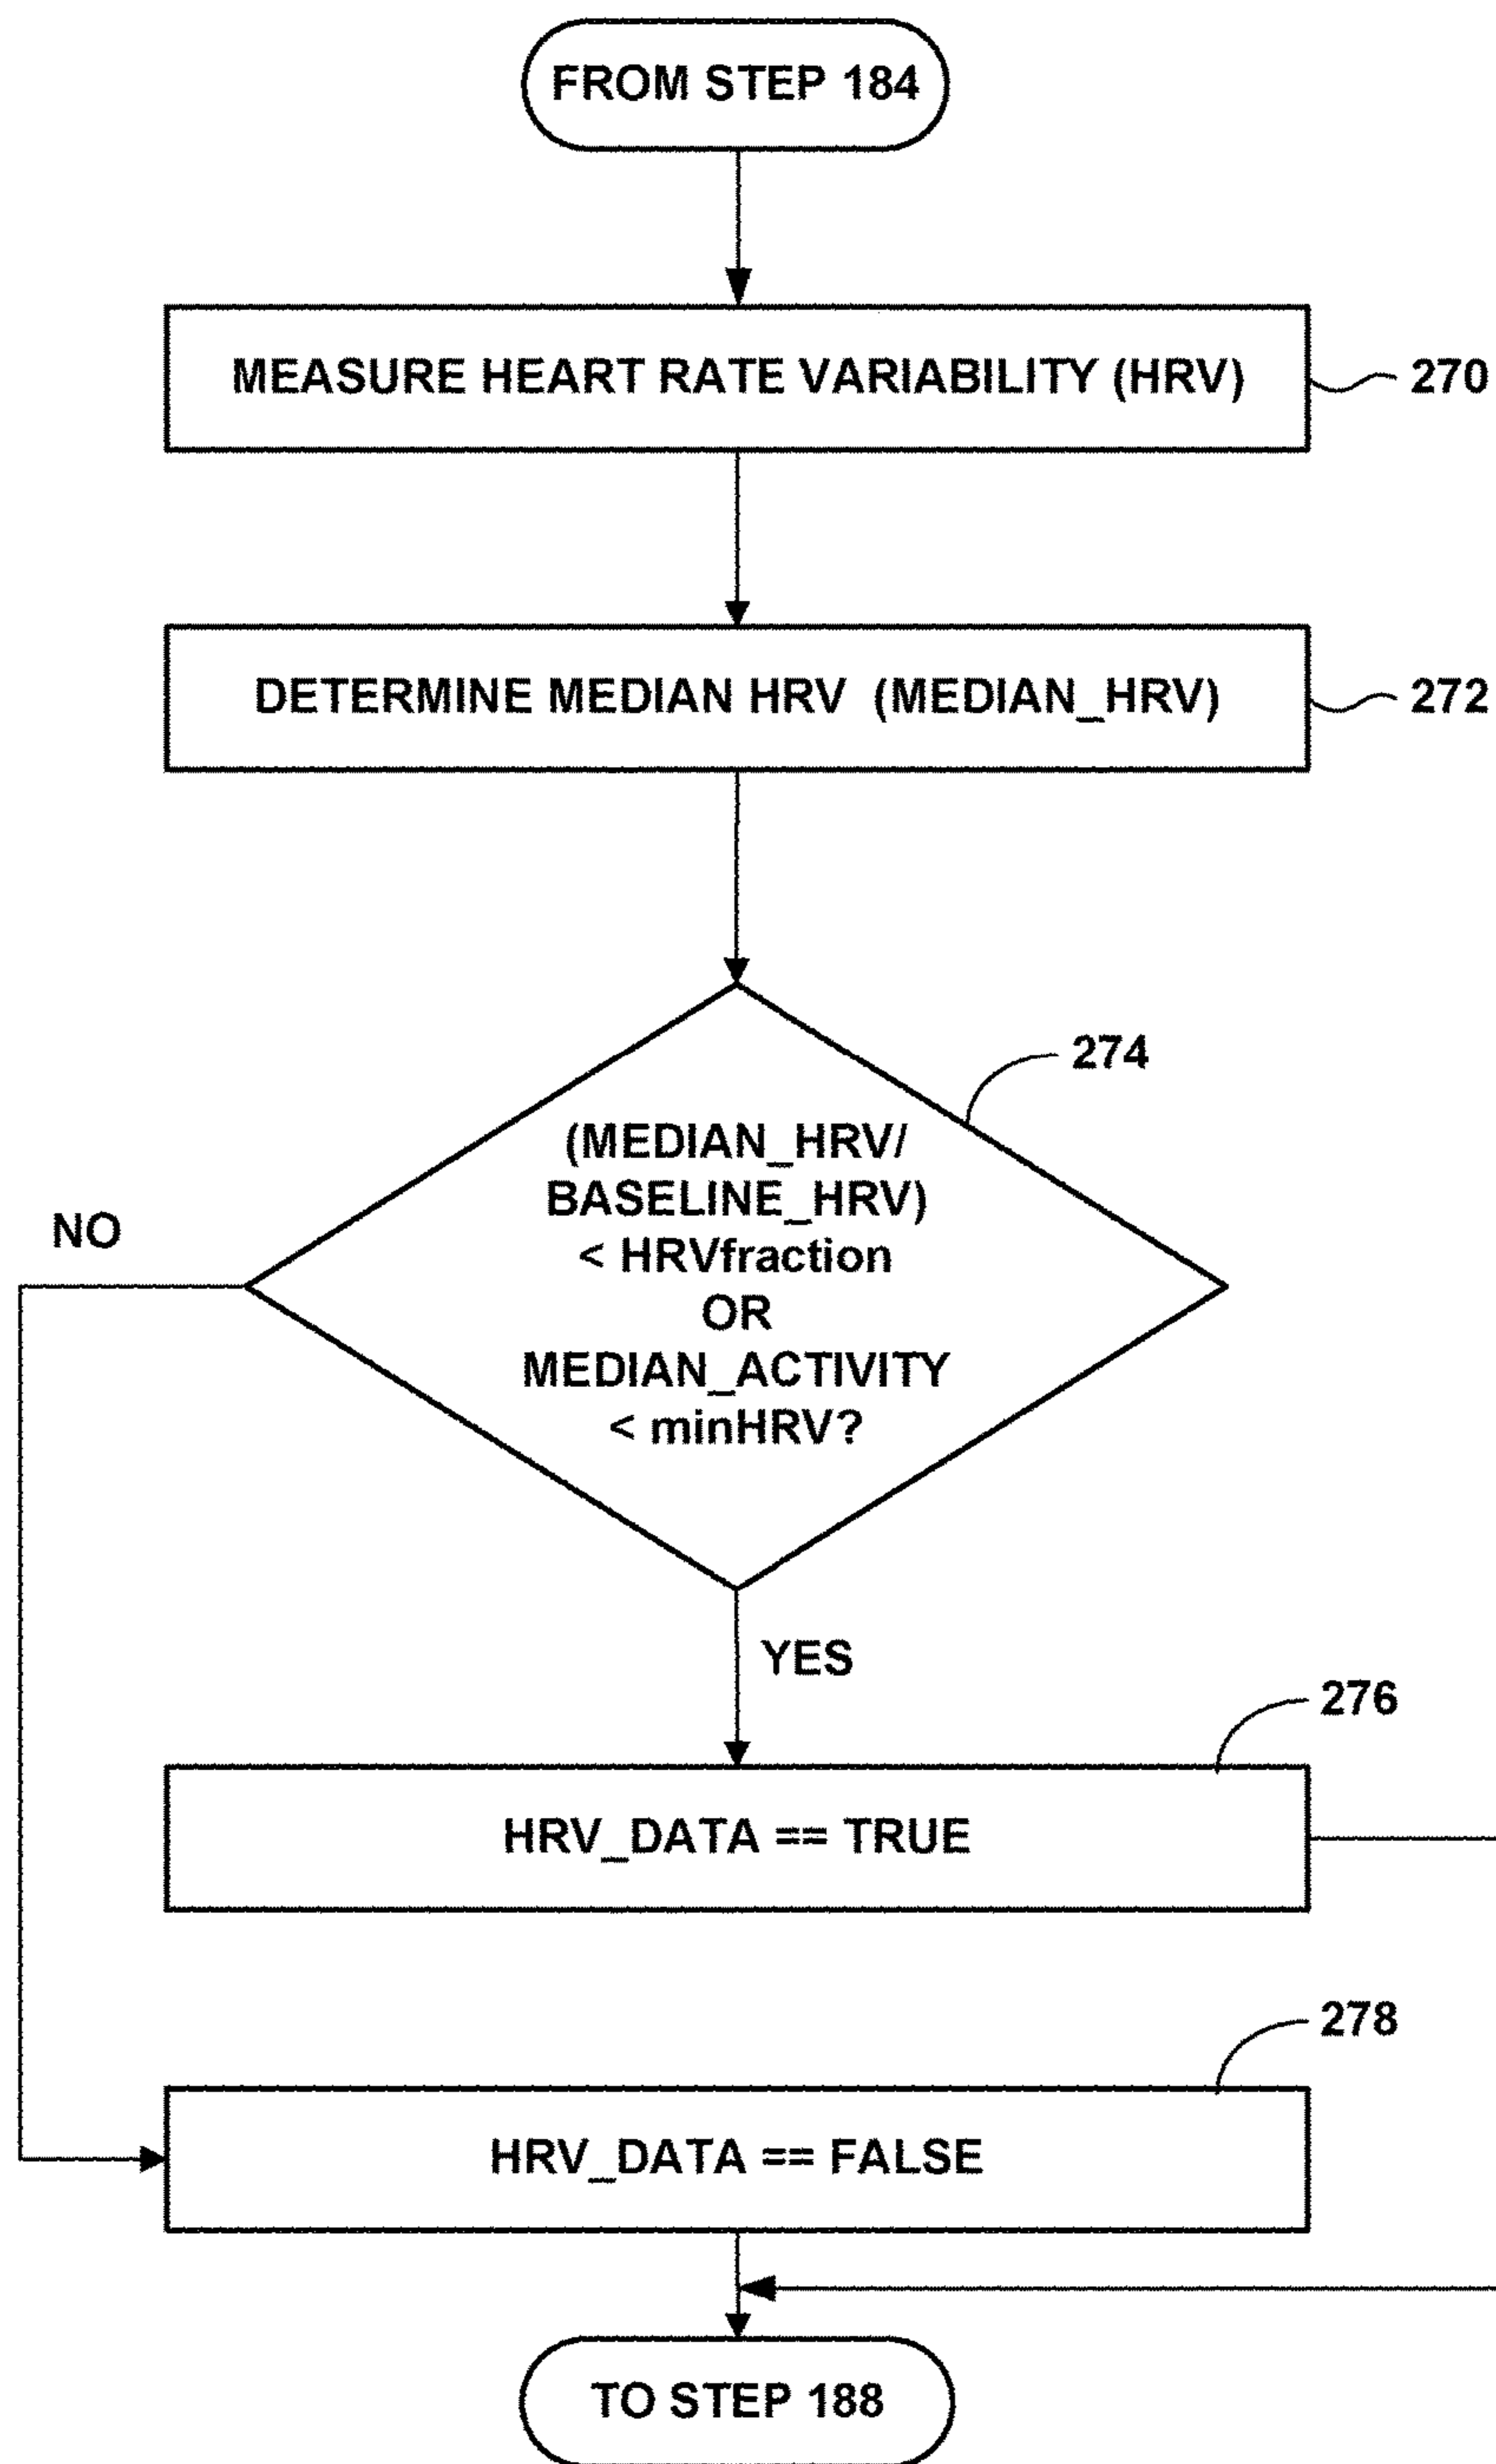 FROM STEP 184
MEASURE HEART RATE VARIABILITY (HRV)
270
DETERMINE MEDIAN HRV (MEDIAN_HRV)
272
274
(MEDIAN_HRV/
BASELINE_HRV)
< HRVfraction
OR
MEDIAN_ACTIVITY
< minHRV?
NO
YES
276
HRV_DATA == TRUE
278
HRV_DATA == FALSE
TO STEP 188